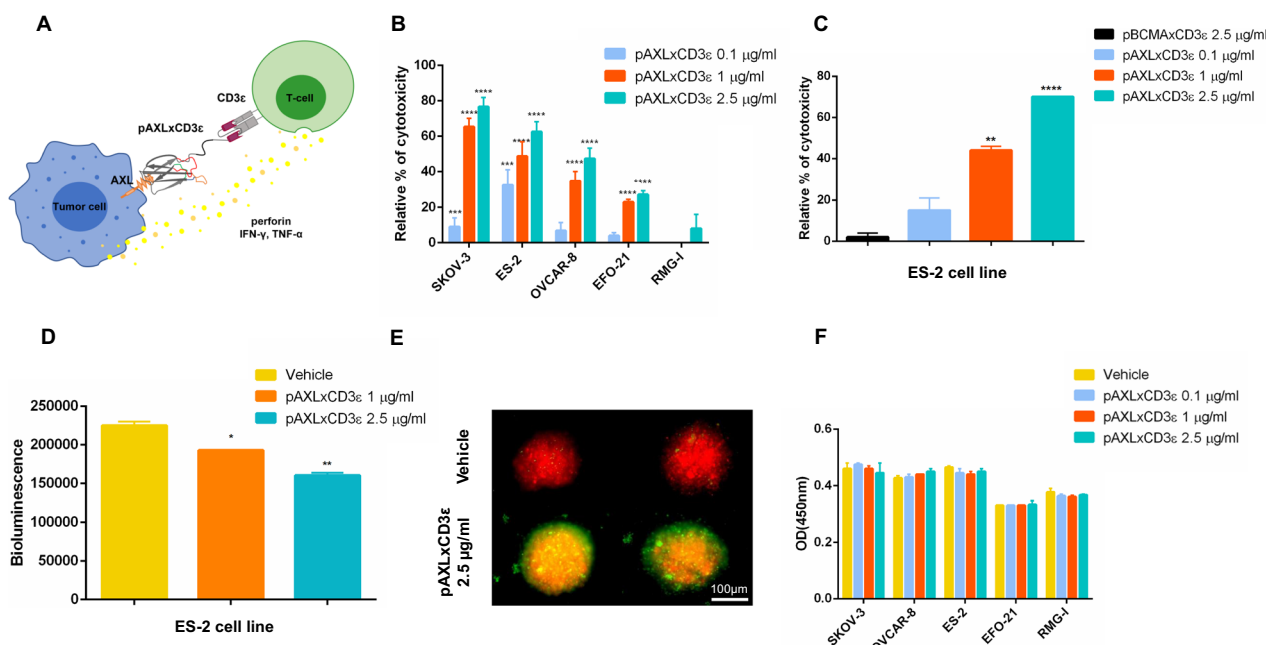 A
CD3ε
T-cell
pAXLxCD3ε
AXL
Tumor cell
perforin
IFN-γ, TNF-α
B
pAXLxCD3ε 0.1 μg/ml
pAXLxCD3ε 1 μg/ml
pAXLxCD3ε 2.5 μg/ml
Relative % of cytotoxicity
100
80
60
40
20
0
***
****
****
***
****
****
****
****
****
****
SKOV-3
ES-2
OVCAR-8
EFO-21
RMG-I
C
pBCMAxCD3ε 2.5 μg/ml
pAXLxCD3ε 0.1 μg/ml
pAXLxCD3ε 1 μg/ml
pAXLxCD3ε 2.5 μg/ml
Relative % of cytotoxicity
80
60
40
20
0
**
****
ES-2 cell line
D
Vehicle
pAXLxCD3ε 1 μg/ml
pAXLxCD3ε 2.5 μg/ml
Bioluminescence
250000
200000
150000
100000
50000
0
*
**
ES-2 cell line
E
Vehicle
pAXLxCD3ε
2.5 μg/ml
100μm
F
Vehicle
pAXLxCD3ε 0.1 μg/ml
pAXLxCD3ε 1 μg/ml
pAXLxCD3ε 2.5 μg/ml
OD(450nm)
0.6
0.4
0.2
0.0
SKOV-3
OVCAR-8
ES-2
EFO-21
RMG-I